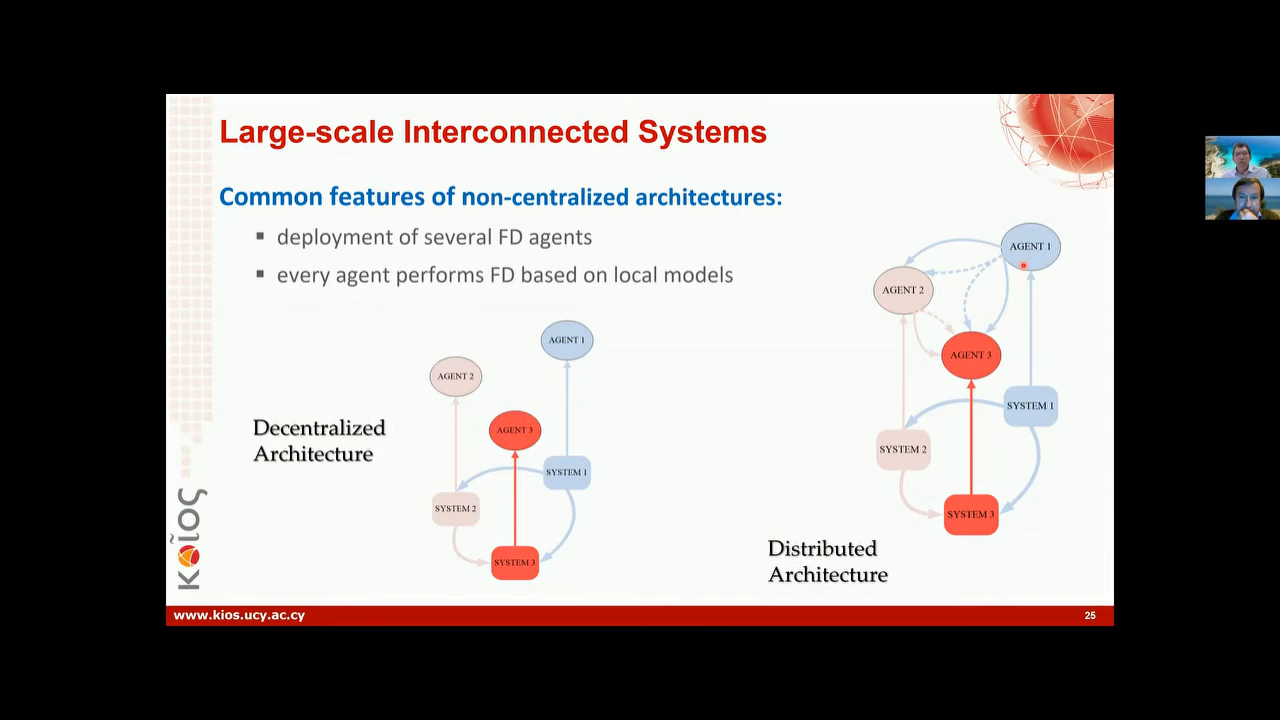 Large-scale Interconnected Systems
Common features of non-centralized architectures:
▪ deployment of several FD agents
▪ every agent performs FD based on local models
AGENT 1
AGENT 2
AGENT 3
SYSTEM 1
SYSTEM 2
SYSTEM 3
Decentralized
Architecture
AGENT 1
AGENT 2
AGENT 3
SYSTEM 1
SYSTEM 2
SYSTEM 3
Distributed
Architecture
κοῖος
www.kios.ucy.ac.cy
25